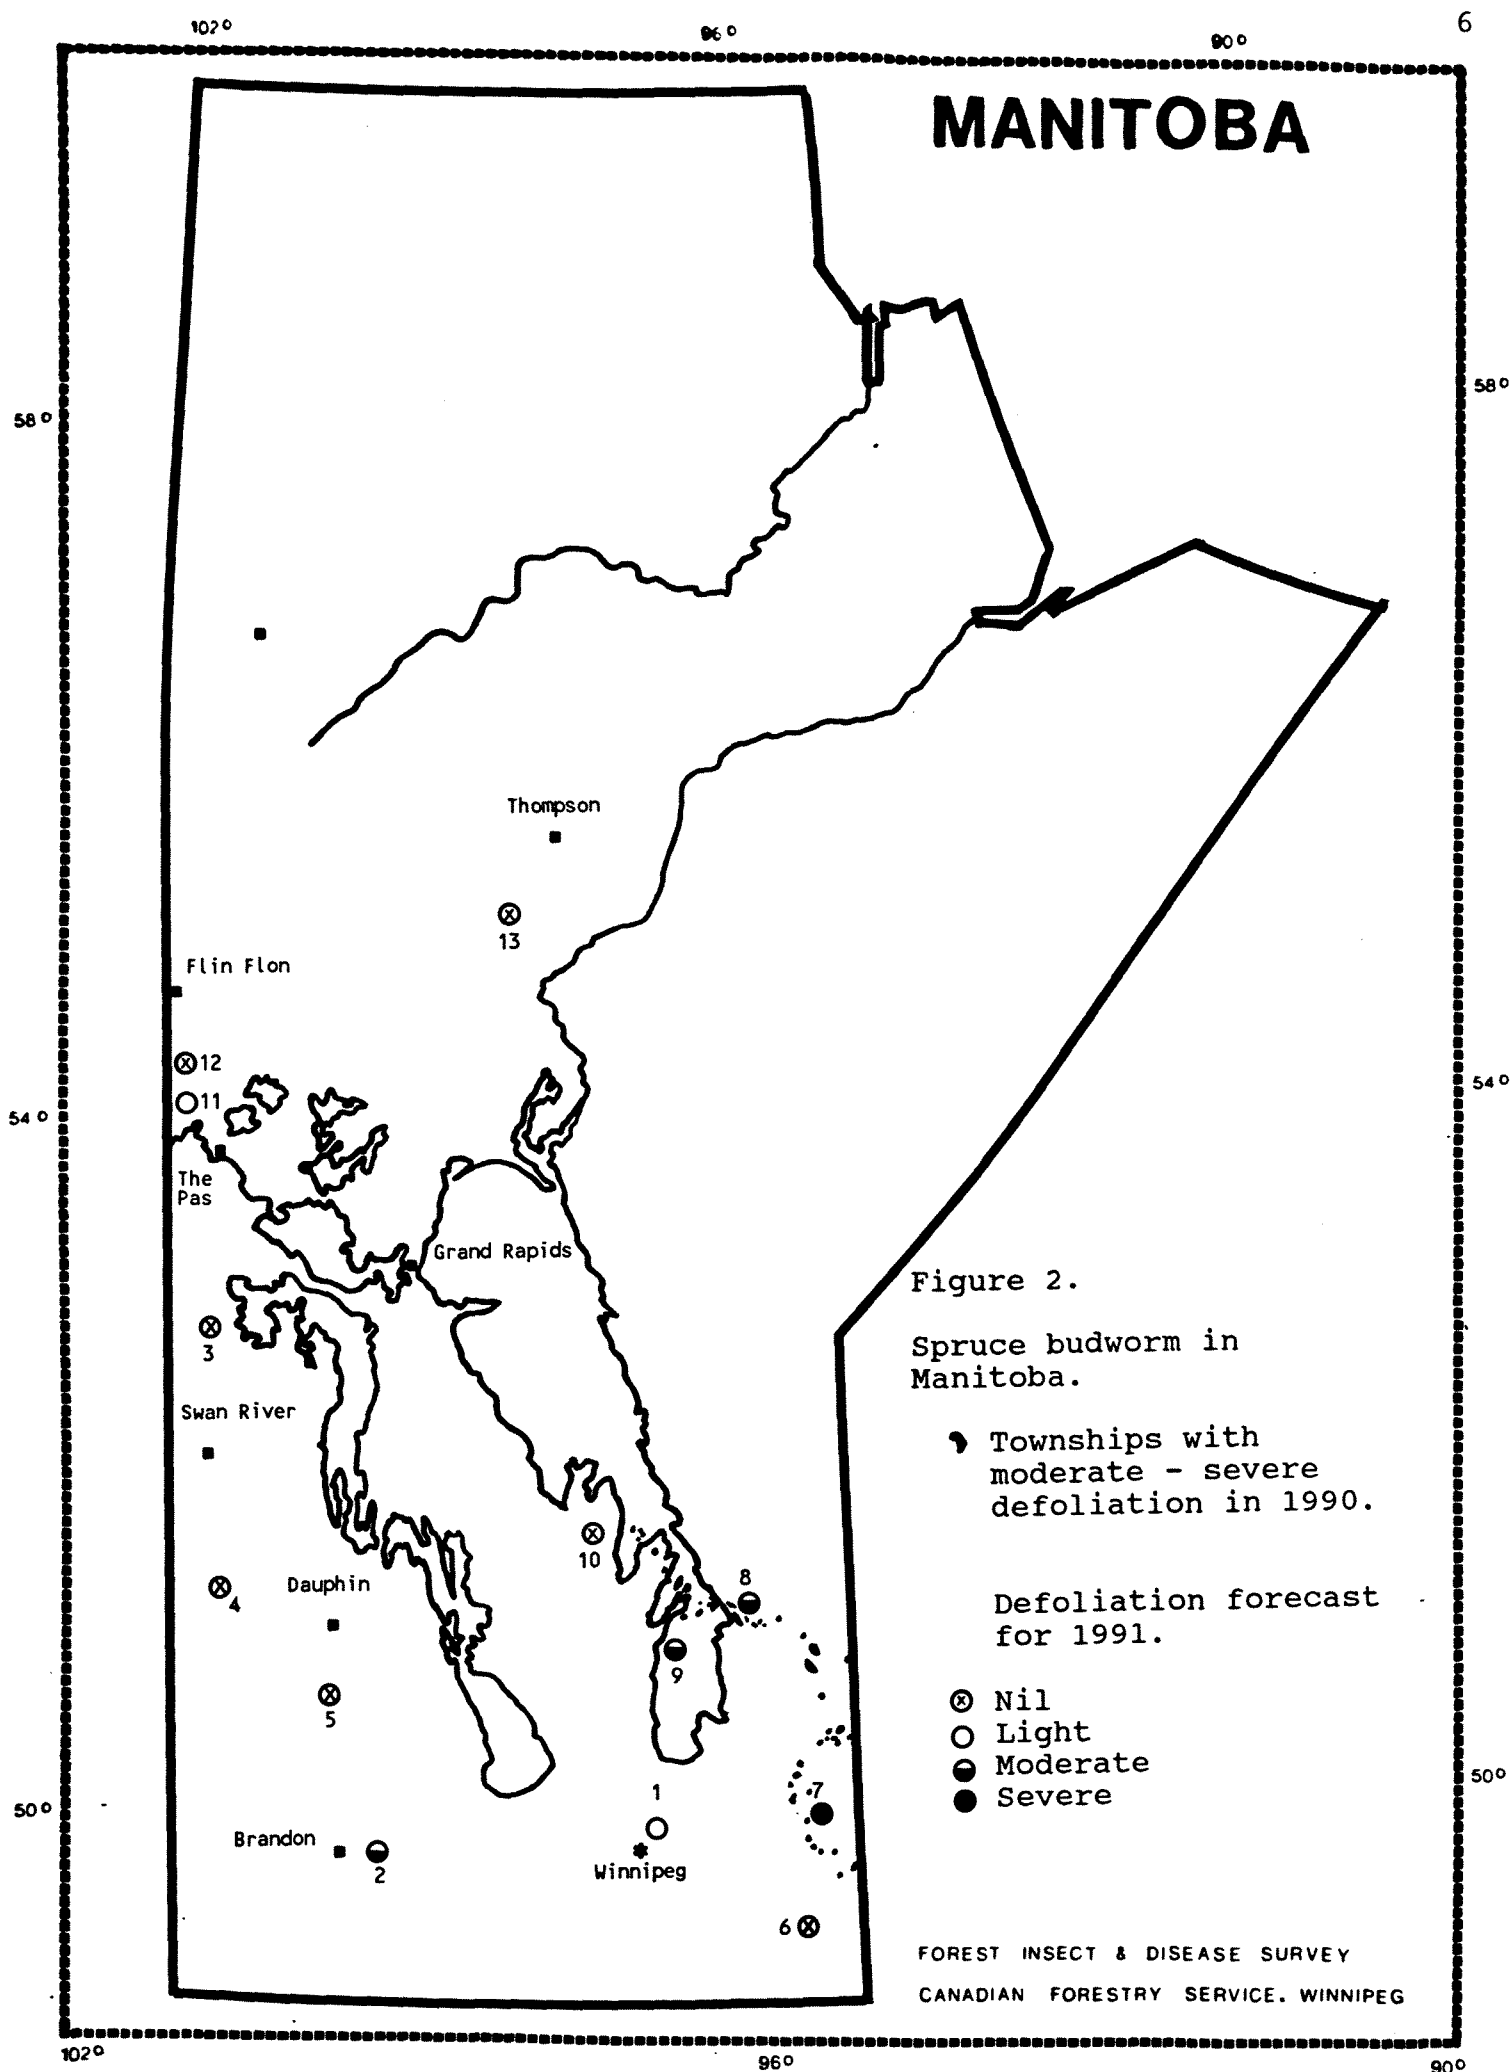 6
102° 96° 90°
MANITOBA
58° 58°
Thompson
13
Flin Flon
12
11
54° 54°
The
Pas
Grand Rapids
3
Swan River
10
Dauphin
4
8
9
5
1
7
50° 50°
Brandon
2
Winnipeg
6
Figure 2.
Spruce budworm in
Manitoba.
Townships with
moderate - severe
defoliation in 1990.
Defoliation forecast
for 1991.
Nil
Light
Moderate
Severe
FOREST INSECT & DISEASE SURVEY
CANADIAN FORESTRY SERVICE. WINNIPEG
102° 96° 90°